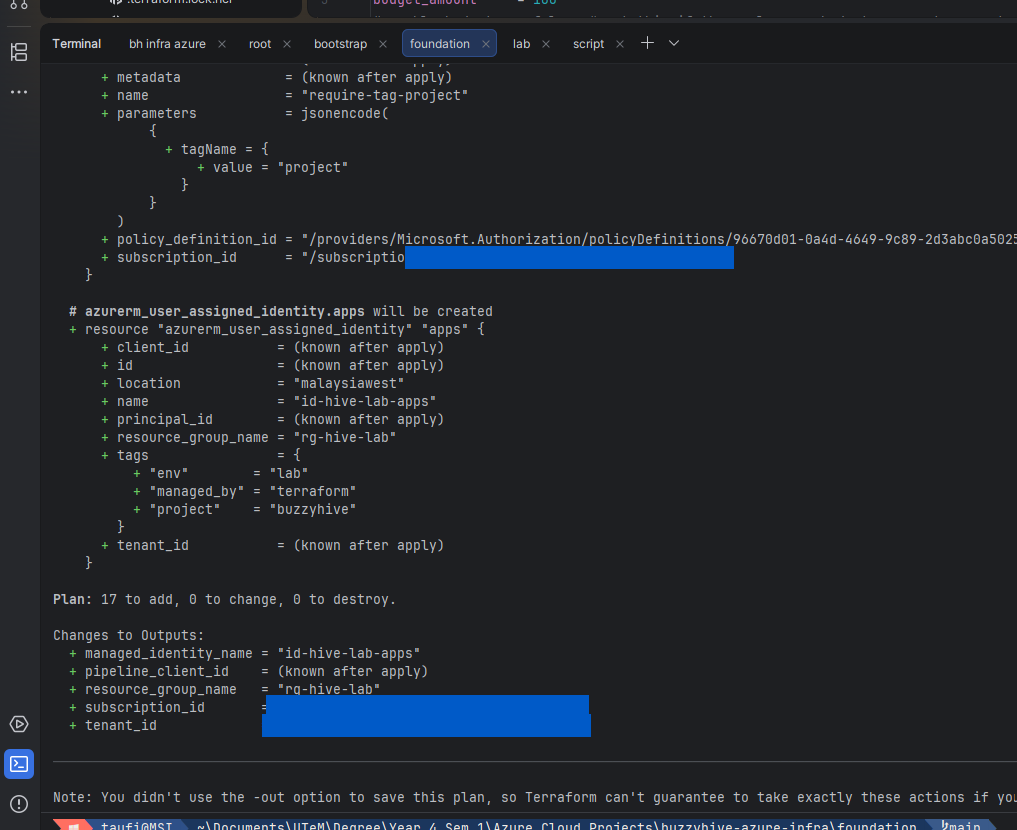 .terraform.lock.hcl
budget_amount = 100
Terminal bh infra azure × root × bootstrap × foundation × lab × script ×
+ metadata = (known after apply)
+ name = "require-tag-project"
+ parameters = jsonencode(
{
+ tagName = {
+ value = "project"
}
}
)
+ policy_definition_id = "/providers/Microsoft.Authorization/policyDefinitions/96670d01-0a4d-4649-9c89-2d3abc0a5025
+ subscription_id = "/subscriptio
}
# azurerm_user_assigned_identity.apps will be created
+ resource "azurerm_user_assigned_identity" "apps" {
+ client_id = (known after apply)
+ id = (known after apply)
+ location = "malaysiawest"
+ name = "id-hive-lab-apps"
+ principal_id = (known after apply)
+ resource_group_name = "rg-hive-lab"
+ tags = {
+ "env" = "lab"
+ "managed_by" = "terraform"
+ "project" = "buzzyhive"
}
+ tenant_id = (known after apply)
}
Plan: 17 to add, 0 to change, 0 to destroy.
Changes to Outputs:
+ managed_identity_name = "id-hive-lab-apps"
+ pipeline_client_id = (known after apply)
+ resource_group_name = "rg-hive-lab"
+ subscription_id =
+ tenant_id
Note: You didn't use the -out option to save this plan, so Terraform can't guarantee to take exactly these actions if yo
taufi@MSI ~\Documents\UTeM\Degree\Year 4 Sem 1\Azure Cloud Projects\buzzyhive-azure-infra\foundation main